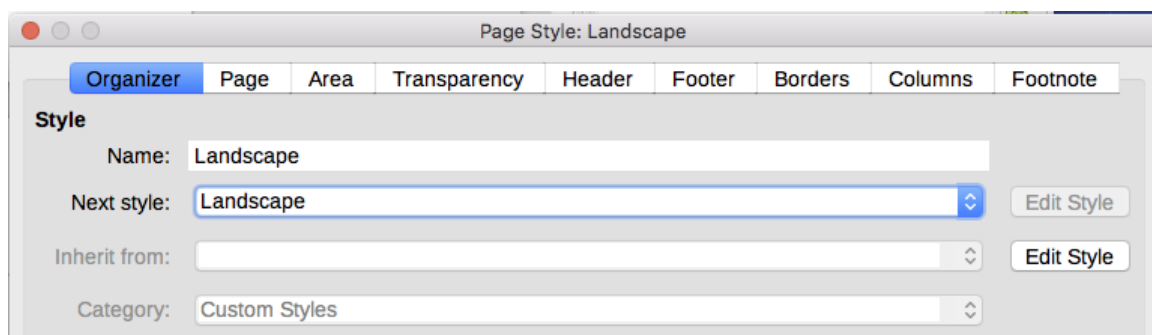 Page Style: Landscape
Organizer Page Area Transparency Header Footer Borders Columns Footnote
Style
Name: Landscape
Next style: Landscape Edit Style
Inherit from: Edit Style
Category: Custom Styles